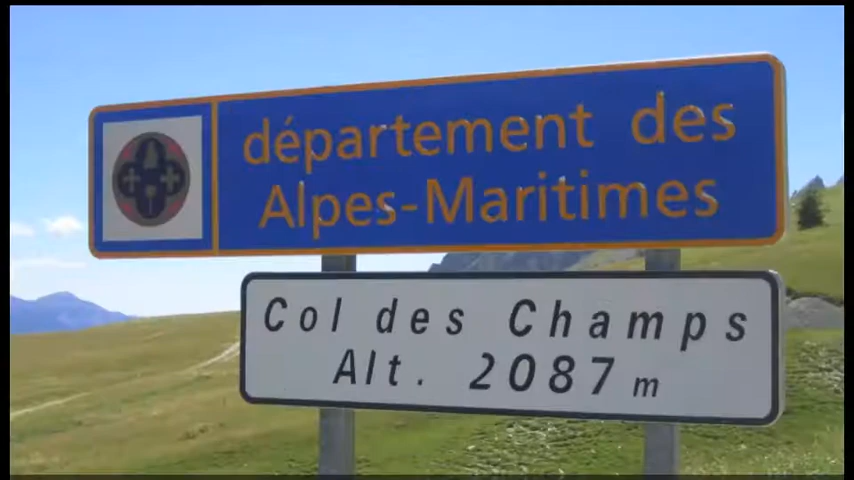 département des
Alpes-Maritimes
Col des Champs
Alt. 2087 m